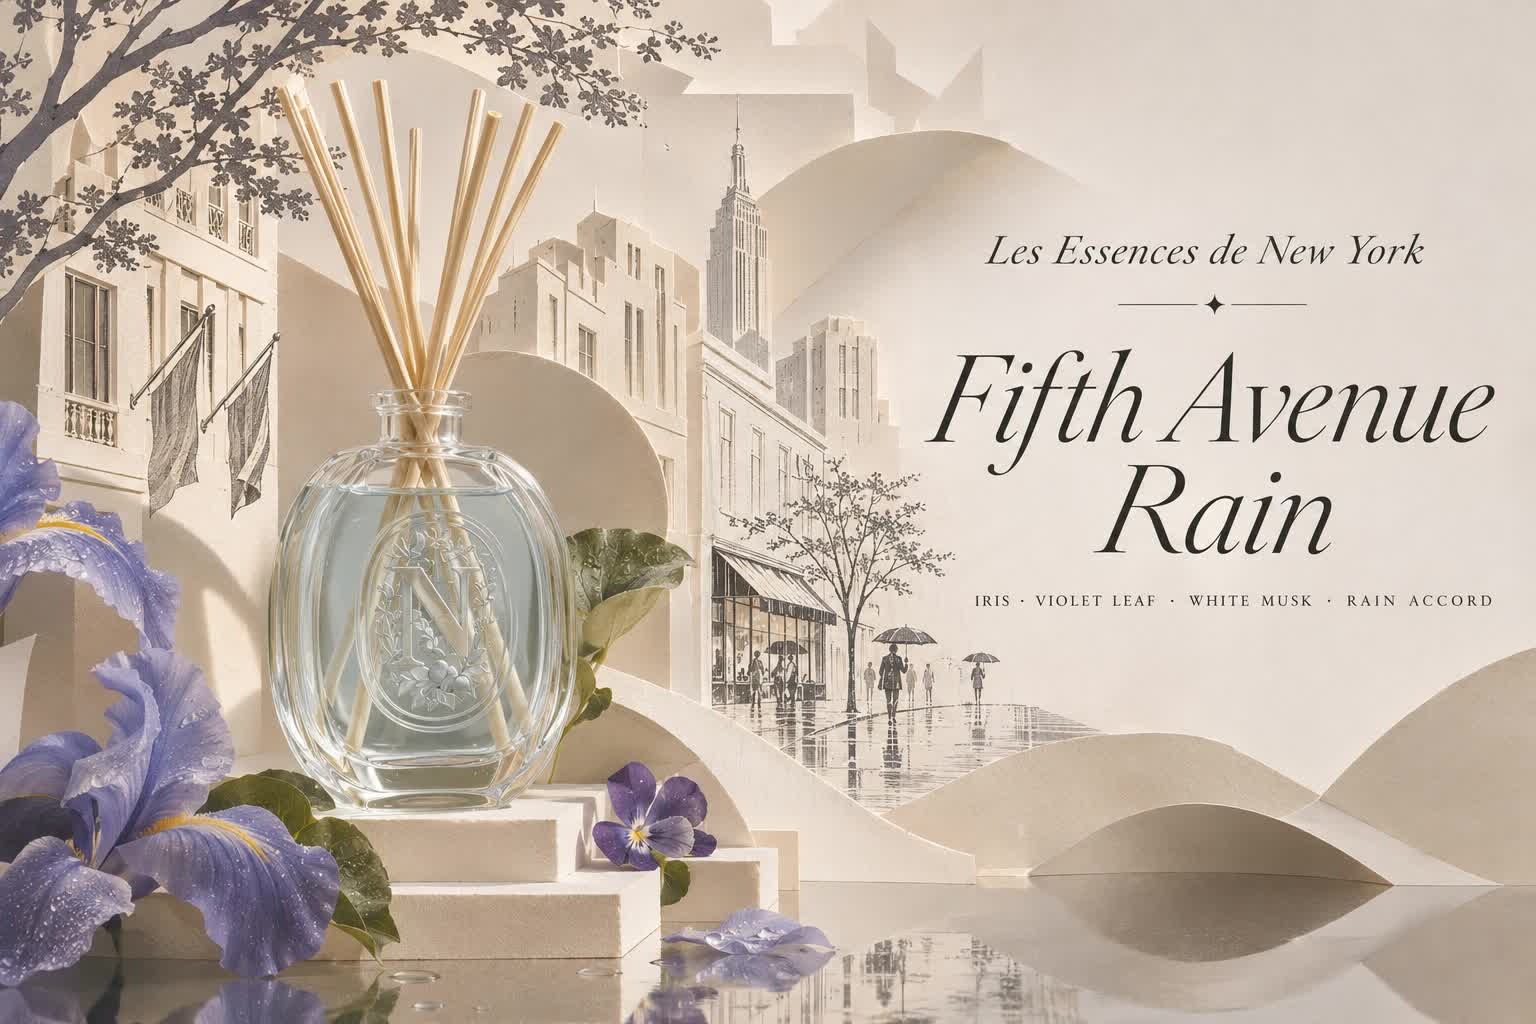 Les Essences de New York
Fifth Avenue
Rain
IRIS · VIOLET LEAF · WHITE MUSK · RAIN ACCORD
N